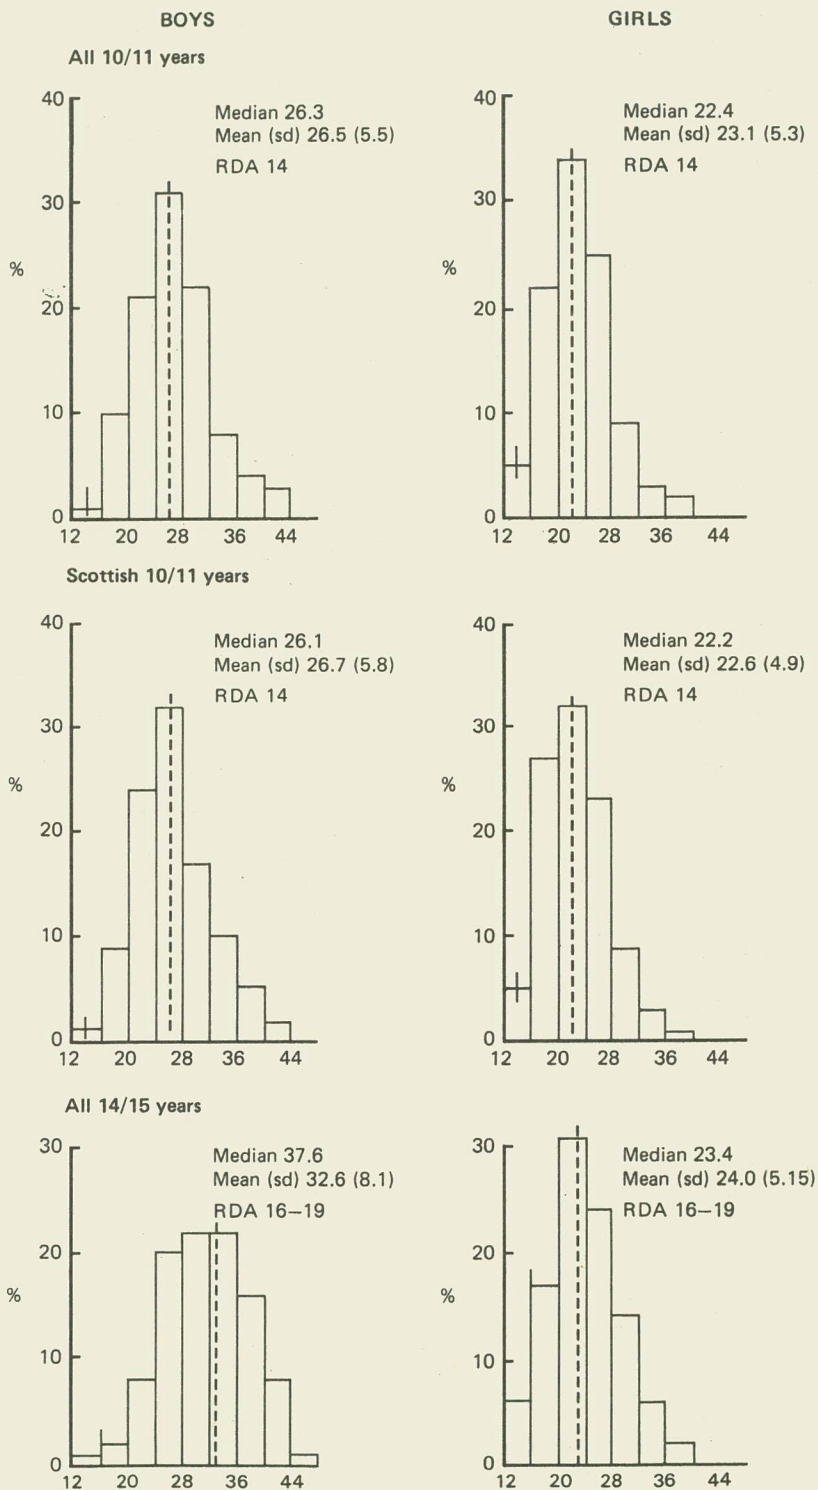 BOYS
GIRLS
All 10/11 years
40
30
%
20
10
0
12 20 28 36 44
Median 26.3
Mean (sd) 26.5 (5.5)
RDA 14
40
30
%
20
10
0
12 20 28 36 44
Median 22.4
Mean (sd) 23.1 (5.3)
RDA 14
Scottish 10/11 years
40
30
%
20
10
0
12 20 28 36 44
Median 26.1
Mean (sd) 26.7 (5.8)
RDA 14
40
30
%
20
10
0
12 20 28 36 44
Median 22.2
Mean (sd) 22.6 (4.9)
RDA 14
All 14/15 years
30
20
%
10
0
12 20 28 36 44
Median 37.6
Mean (sd) 32.6 (8.1)
RDA 16–19
30
20
%
10
0
12 20 28 36 44
Median 23.4
Mean (sd) 24.0 (5.15)
RDA 16–19